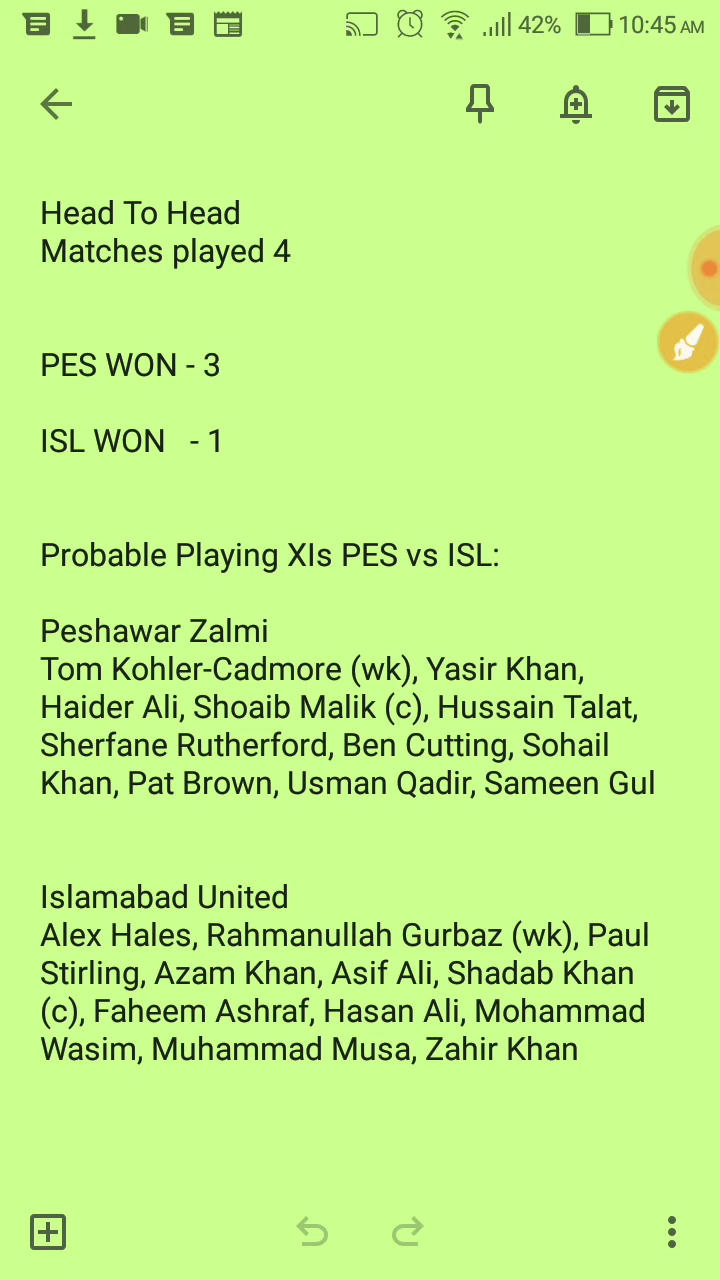 42% 10:45 AM
Head To Head
Matches played 4
PES WON - 3
ISL WON - 1
Probable Playing XIs PES vs ISL:
Peshawar Zalmi
Tom Kohler-Cadmore (wk), Yasir Khan,
Haider Ali, Shoaib Malik (c), Hussain Talat,
Sherfane Rutherford, Ben Cutting, Sohail
Khan, Pat Brown, Usman Qadir, Sameen Gul
Islamabad United
Alex Hales, Rahmanullah Gurbaz (wk), Paul
Stirling, Azam Khan, Asif Ali, Shadab Khan
(c), Faheem Ashraf, Hasan Ali, Mohammad
Wasim, Muhammad Musa, Zahir Khan